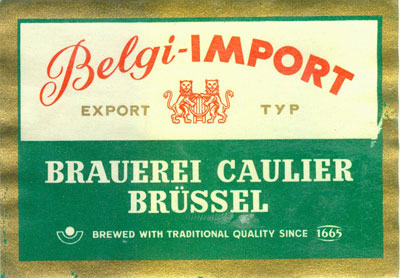 Belgi-IMPORT
EXPORT TYP
BRAUEREI CAULIER
BRÜSSEL
BREWED WITH TRADITIONAL QUALITY SINCE 1665